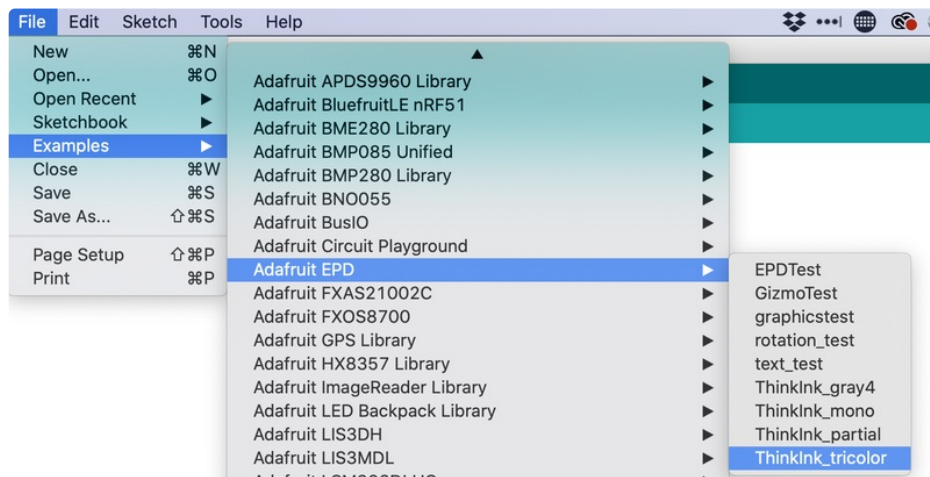 File Edit Sketch Tools Help
New ⌘N
Open... ⌘O
Open Recent ▶
Sketchbook ▶
Examples ▶
Close ⌘W
Save ⌘S
Save As... ⇧⌘S
Page Setup ⇧⌘P
Print ⌘P
▲
Adafruit APDS9960 Library ▶
Adafruit BluefruitLE nRF51 ▶
Adafruit BME280 Library ▶
Adafruit BMP085 Unified ▶
Adafruit BMP280 Library ▶
Adafruit BNO055 ▶
Adafruit BusIO ▶
Adafruit Circuit Playground ▶
Adafruit EPD ▶
Adafruit FXAS21002C ▶
Adafruit FXOS8700 ▶
Adafruit GPS Library ▶
Adafruit HX8357 Library ▶
Adafruit ImageReader Library ▶
Adafruit LED Backpack Library ▶
Adafruit LIS3DH ▶
Adafruit LIS3MDL ▶
EPDTest
GizmoTest
graphicstest
rotation_test
text_test
ThinkInk_gray4
ThinkInk_mono
ThinkInk_partial
ThinkInk_tricolor